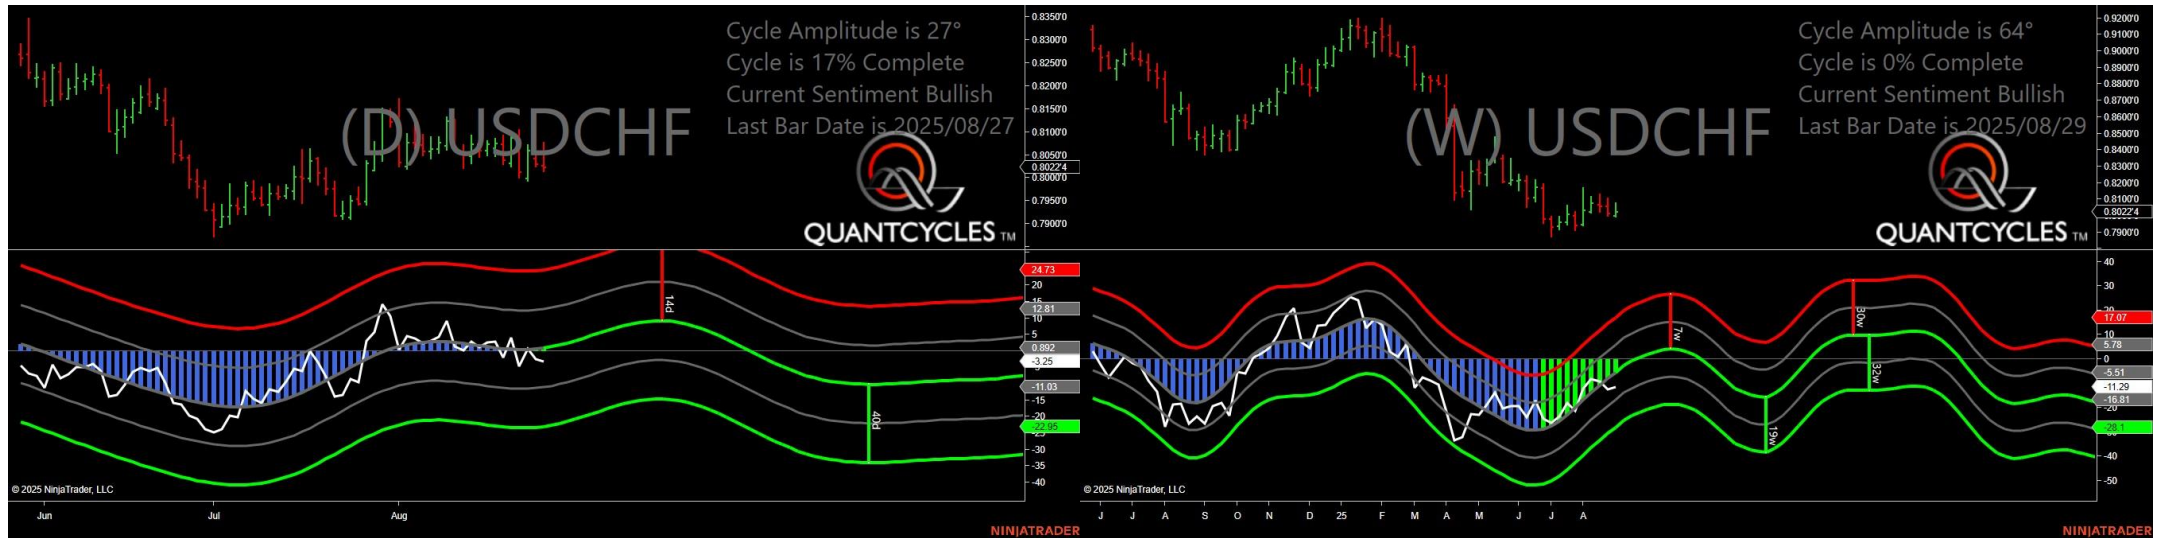 Cycle Amplitude is 27°
Cycle is 17% Complete
Current Sentiment Bullish
Last Bar Date is 2025/08/27
(D) USDCHF
QUANTCYCLES TM
0.8350'0
0.8300'0
0.8250'0
0.8200'0
0.8150'0
0.8100'0
0.8050'0
0.8022'4
0.8000'0
0.7950'0
0.7900'0
14d
40d
24.73
20
15
12.81
10
5
0.892
-3.25
-11.03
-15
-20
-22.95
-30
-35
-40
© 2025 NinjaTrader, LLC
Jun Jul Aug
NINJATRADER
Cycle Amplitude is 64°
Cycle is 0% Complete
Current Sentiment Bullish
Last Bar Date is 2025/08/29
(W) USDCHF
QUANTCYCLES TM
0.9200'0
0.9100'0
0.9000'0
0.8900'0
0.8800'0
0.8700'0
0.8600'0
0.8500'0
0.8400'0
0.8300'0
0.8200'0
0.8100'0
0.8022'4
0.7900'0
7w
19w
30w
32w
40
30
20
17.07
10
5.78
0
-5.51
-11.29
-16.81
-20
-28.1
-40
-50
© 2025 NinjaTrader, LLC
J J A S O N D 25 F M A M J J A
NINJATRADER